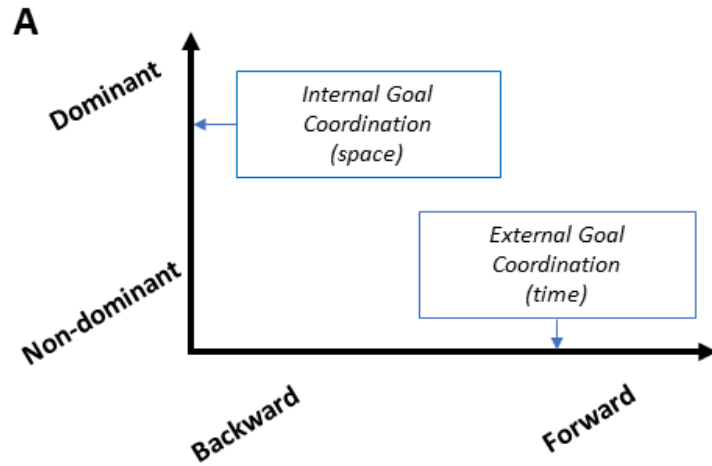 A
Dominant
Internal Goal
Coordination
(space)
External Goal
Coordination
(time)
Non-dominant
Backward
Forward